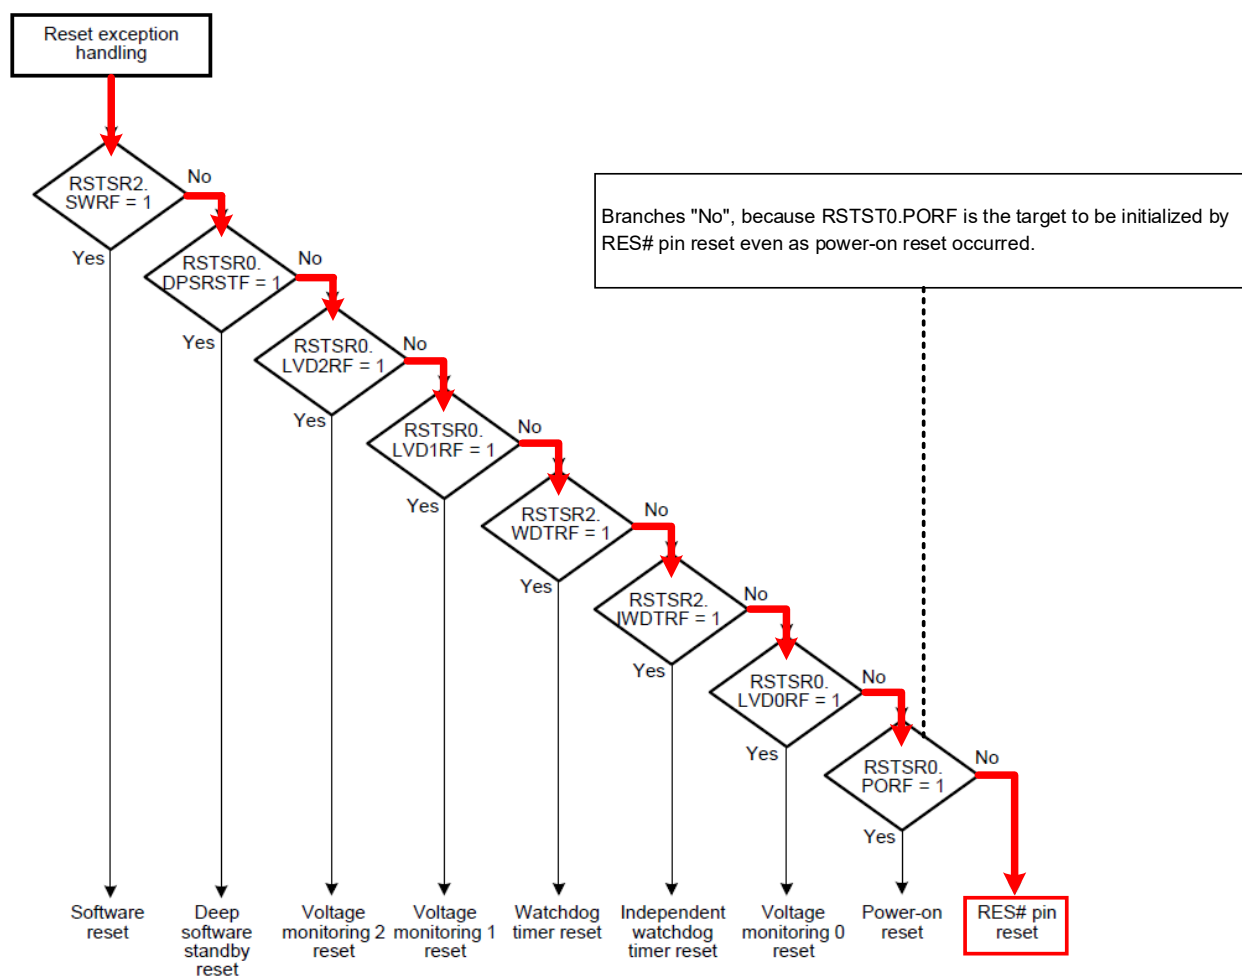 Reset exception
handling
RSTSR2.
SWRF = 1
No
Yes
Branches "No", because RSTST0.PORF is the target to be initialized by
RES# pin reset even as power-on reset occurred.
RSTSR0.
DPSRSTF = 1
No
Yes
RSTSR0.
LVD2RF = 1
No
Yes
RSTSR0.
LVD1RF = 1
No
Yes
RSTSR2.
WDTRF = 1
No
Yes
RSTSR2.
IWDTRF = 1
No
Yes
RSTSR0.
LVD0RF = 1
No
Yes
RSTSR0.
PORF = 1
No
Yes
Software
reset
Deep
software
standby
reset
Voltage
monitoring 2
reset
Voltage
monitoring 1
reset
Watchdog
timer reset
Independent
watchdog
timer reset
Voltage
monitoring 0
reset
Power-on
reset
RES# pin
reset